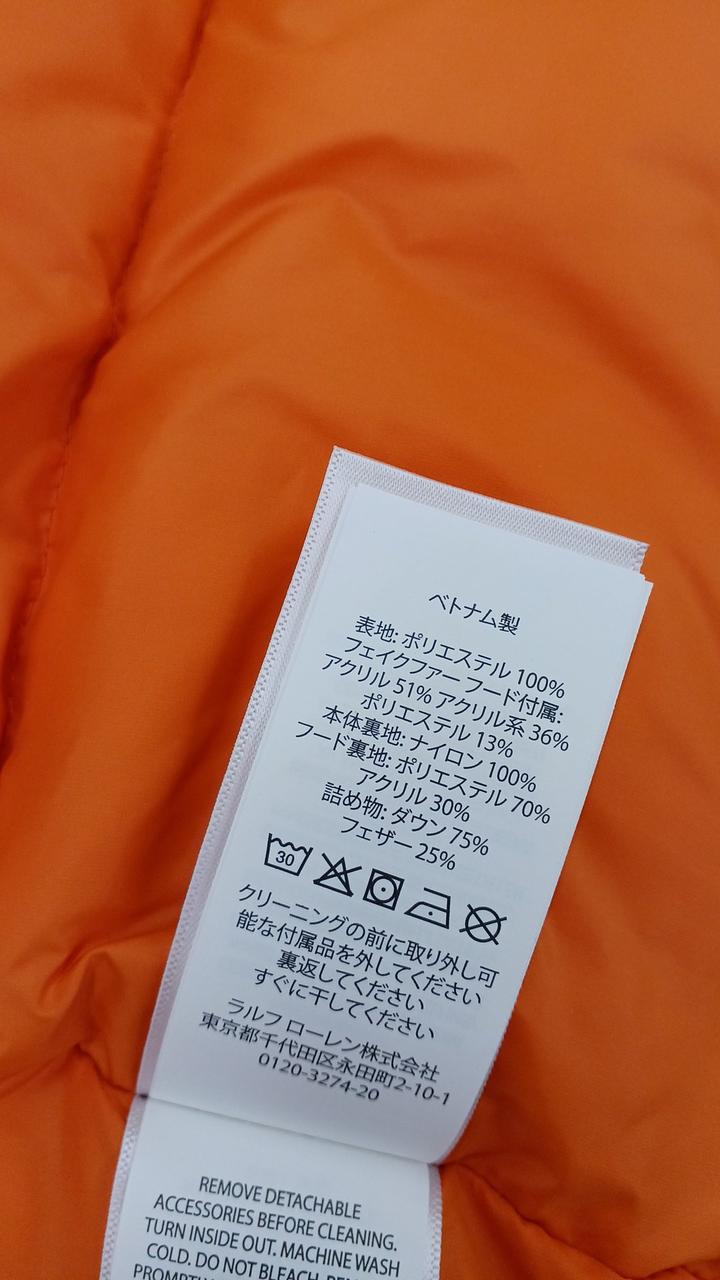 ベトナム製
表地: ポリエステル 100%
フェイクファー フード付属:
アクリル 51% アクリル系 36%
ポリエステル 13%
本体裏地: ナイロン 100%
フード裏地: ポリエステル 70%
アクリル 30%
詰め物: ダウン 75%
フェザー 25%
30
クリーニングの前に取り外し可
能な付属品を外してください
裏返してください
すぐに干してください
ラルフ ローレン株式会社
東京都千代田区永田町2-10-1
0120-3274-20
REMOVE DETACHABLE
ACCESSORIES BEFORE CLEANING.
TURN INSIDE OUT. MACHINE WASH
COLD. DO NOT BLEACH.